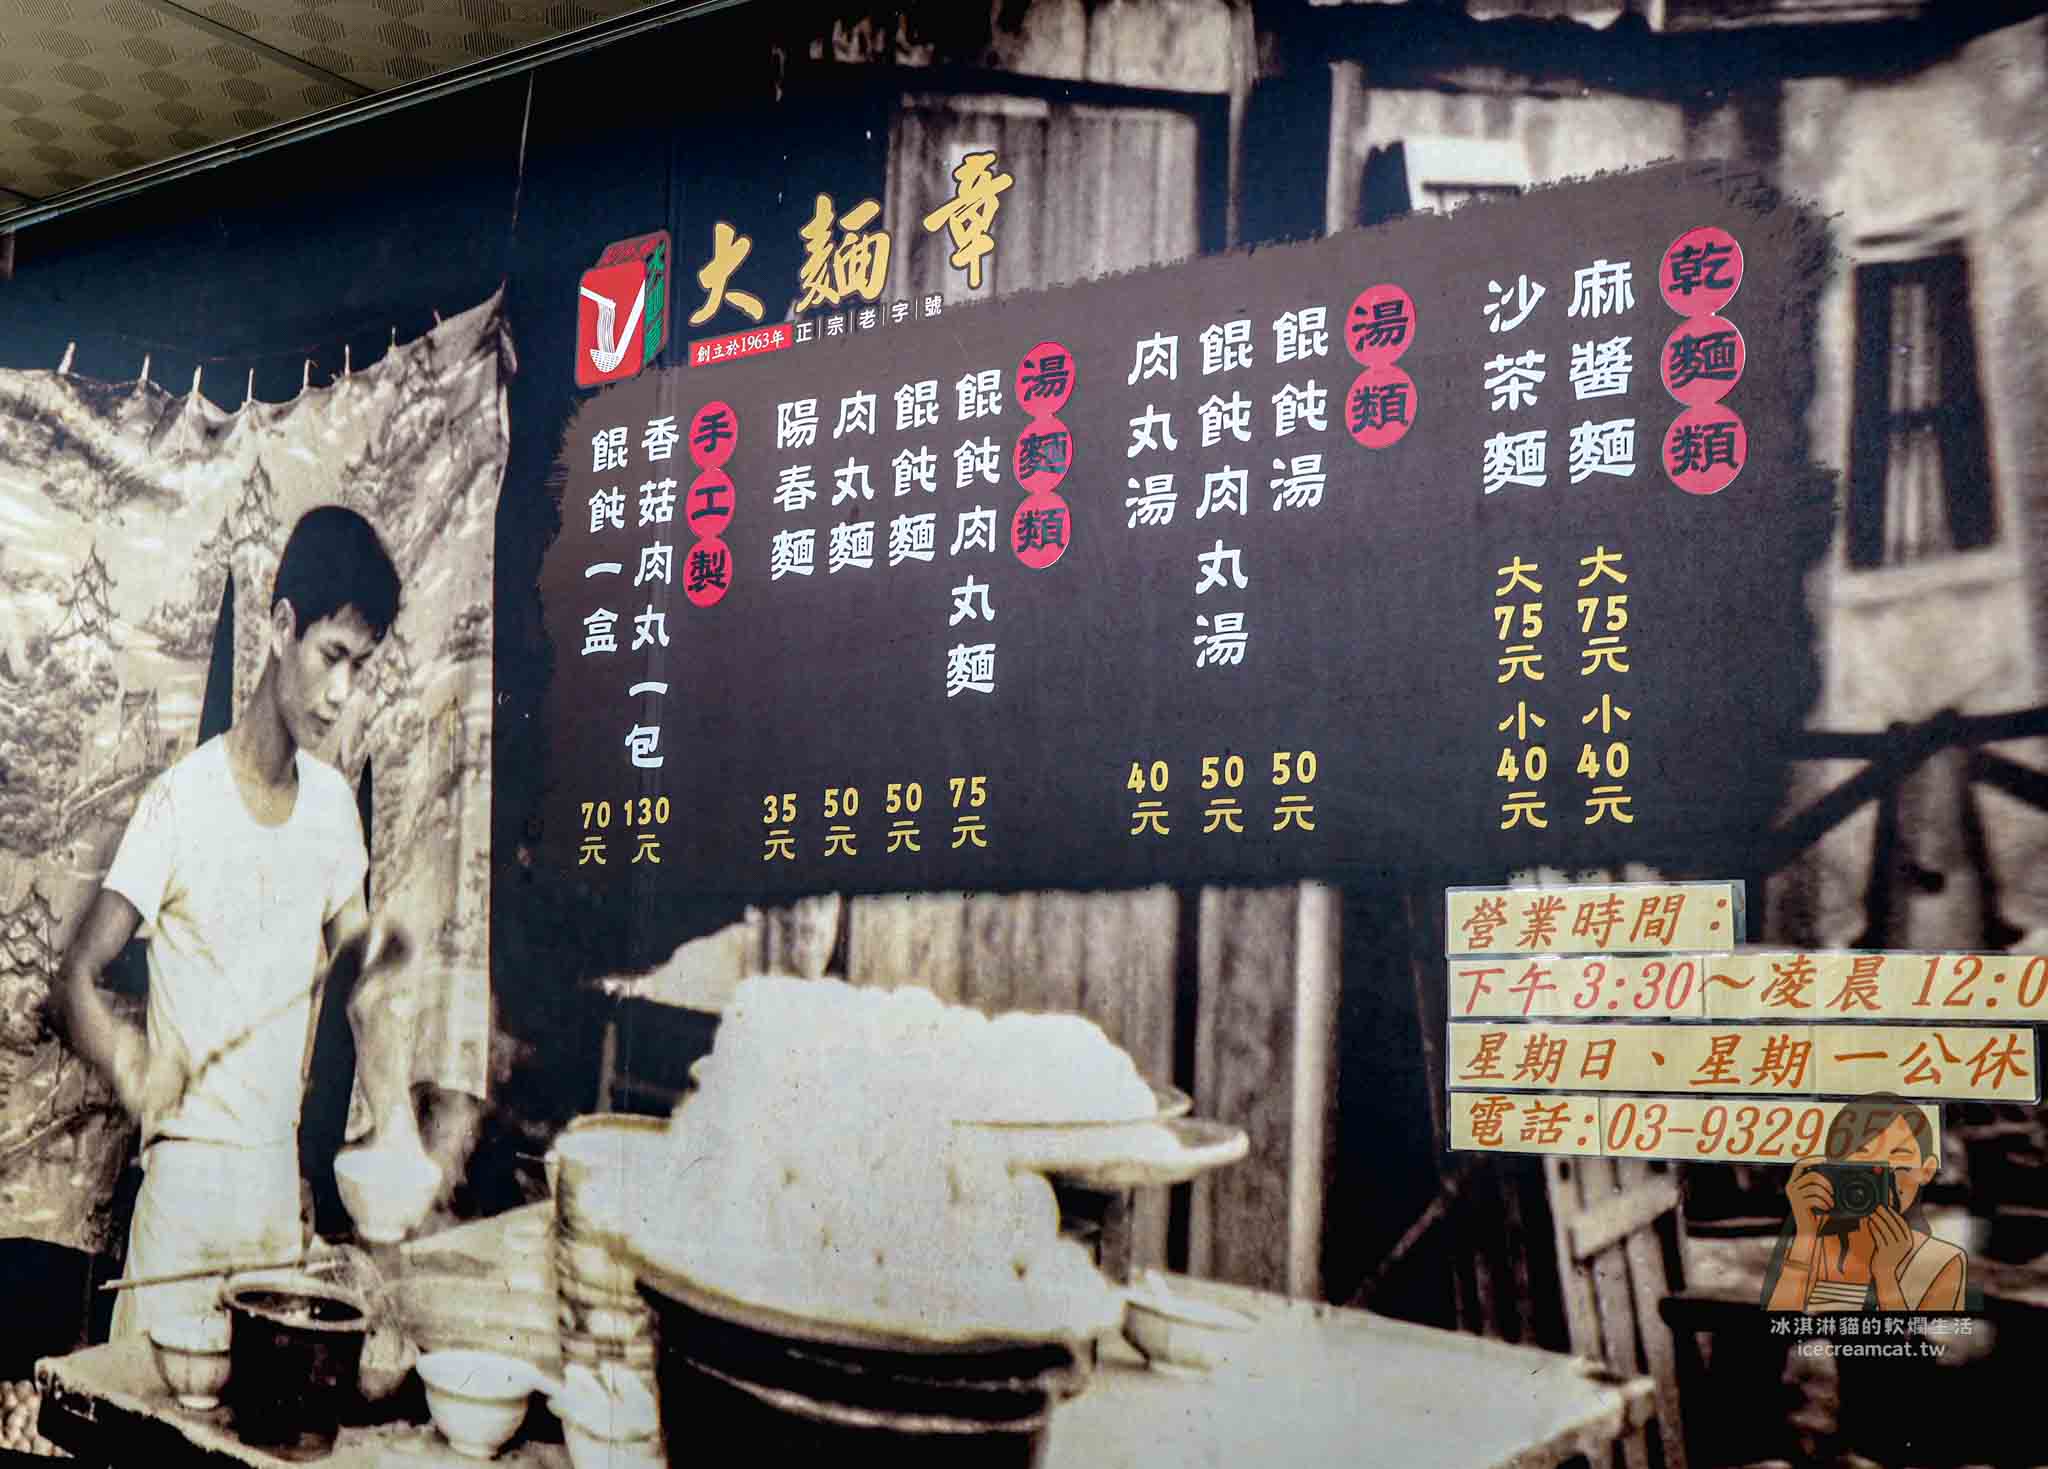 大麵章
創立於1963年 正宗老字號
乾麵類
麻醬麵 大75元 小40元
沙茶麵 大75元 小40元
湯類
餛飩湯 50元
餛飩肉丸湯 50元
肉丸湯 40元
湯麵類
餛飩肉丸麵 75元
餛飩麵 50元
肉丸麵 50元
陽春麵 35元
手工製
香菇肉丸一包 130元
餛飩一盒 70元
營業時間：
下午3:30~凌晨12:0
星期日、星期一公休
電話:03-9329652
冰淇淋貓的軟爛生活
icecreamcat.tw